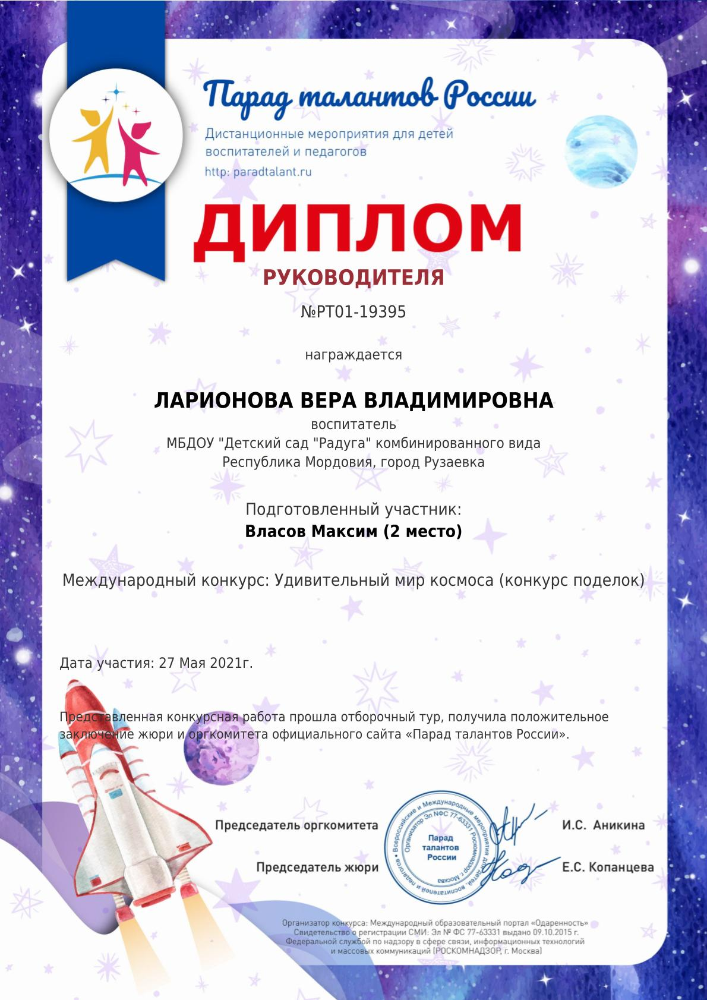 Парад талантов России
Дистанционные мероприятия для детей
воспитателей и педагогов
http: paradtalant.ru
ДИПЛОМ
РУКОВОДИТЕЛЯ
№РТ01-19395
награждается
ЛАРИОНОВА ВЕРА ВЛАДИМИРОВНА
воспитатель
МБДОУ "Детский сад "Радуга" комбинированного вида
Республика Мордовия, город Рузаевка
Подготовленный участник:
Власов Максим (2 место)
Международный конкурс: Удивительный мир космоса (конкурс поделок)
Дата участия: 27 Мая 2021г.
Представленная конкурсная работа прошла отборочный тур, получила положительное
заключение жюри и оргкомитета официального сайта «Парад талантов России».
Председатель оргкомитета
И.С. Аникина
Председатель жюри
Е.С. Копанцева
Всероссийские и Международные мероприятия для детей, воспитателей и педагогов •
Организатор Эл NФС 77-63331 Роскомнадзор г. Москва
Парад
талантов
России
Организатор конкурса: Международный образовательный портал «Одаренность»
Свидетельство о регистрации СМИ: Эл № ФС 77-63331 выдано 09.10.2015 г.
Федеральной службой по надзору в сфере связи, информационных технологий
и массовых коммуникаций (РОСКОМНАДЗОР, г. Москва)